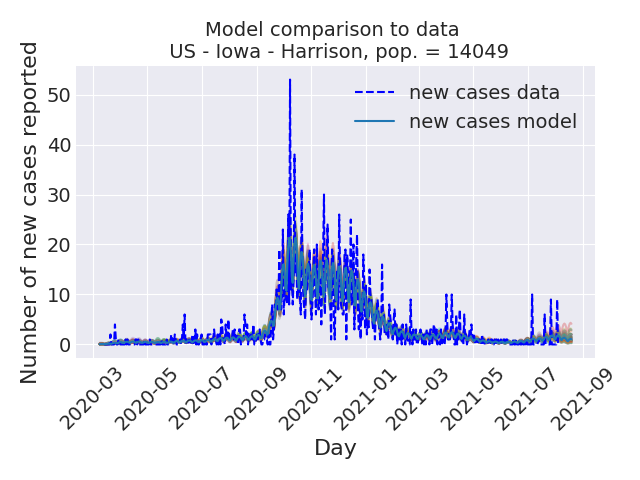 Model comparison to data
US - Iowa - Harrison, pop. = 14049
Number of new cases reported
50
40
30
20
10
0
new cases data
new cases model
2020-03
2020-05
2020-07
2020-09
2020-11
2021-01
2021-03
2021-05
2021-07
2021-09
Day